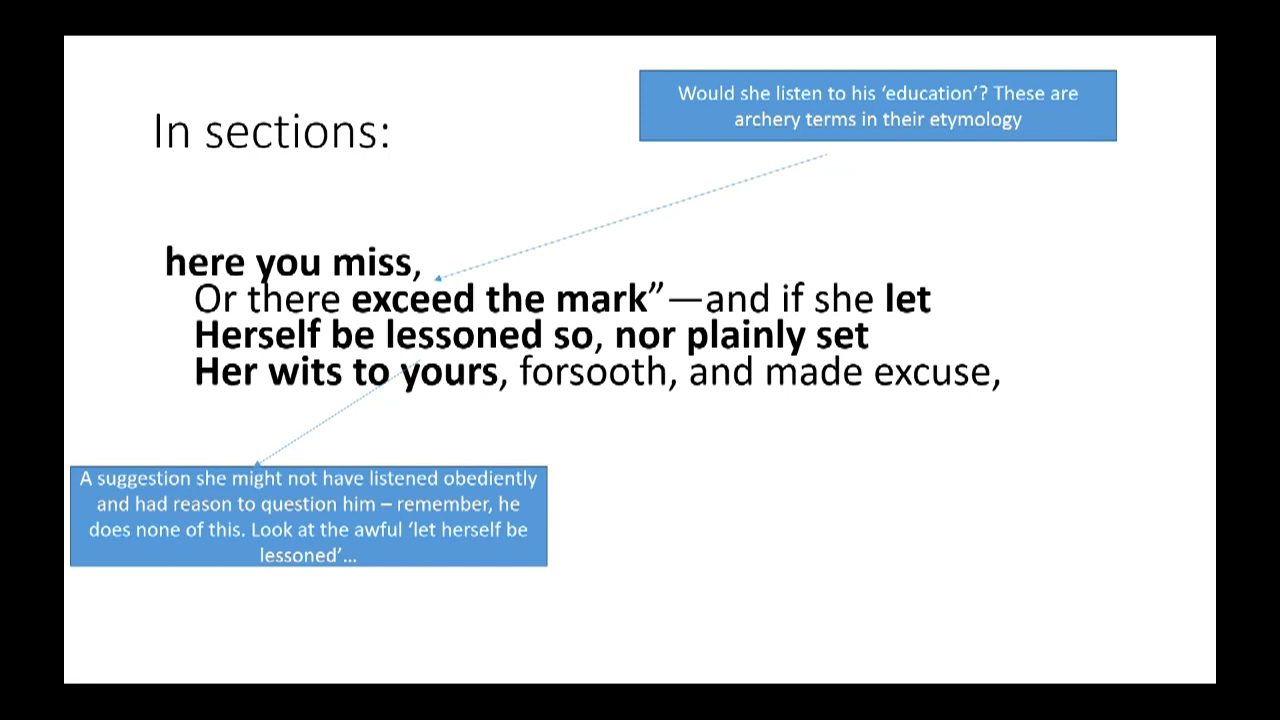 Would she listen to his ‘education’? These are
archery terms in their etymology
In sections:
here you miss,
Or there exceed the mark”—and if she let
Herself be lessoned so, nor plainly set
Her wits to yours, forsooth, and made excuse,
A suggestion she might not have listened obediently
and had reason to question him – remember, he
does none of this. Look at the awful ‘let herself be
lessoned’…